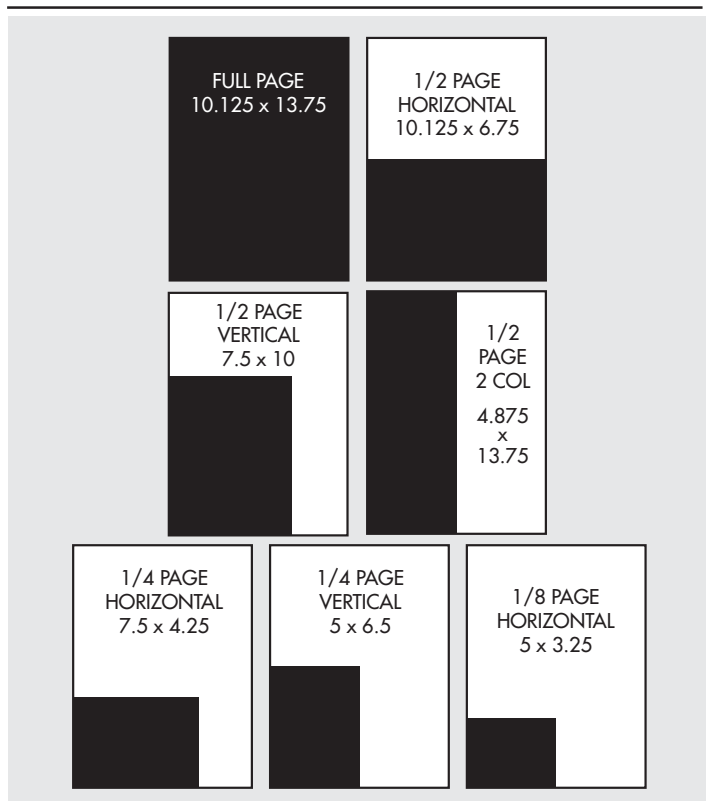 FULL PAGE
10.125 x 13.75
1/2 PAGE
HORIZONTAL
10.125 x 6.75
1/2 PAGE
VERTICAL
7.5 x 10
1/2
PAGE
2 COL
4.875
x
13.75
1/4 PAGE
HORIZONTAL
7.5 x 4.25
1/4 PAGE
VERTICAL
5 x 6.5
1/8 PAGE
HORIZONTAL
5 x 3.25